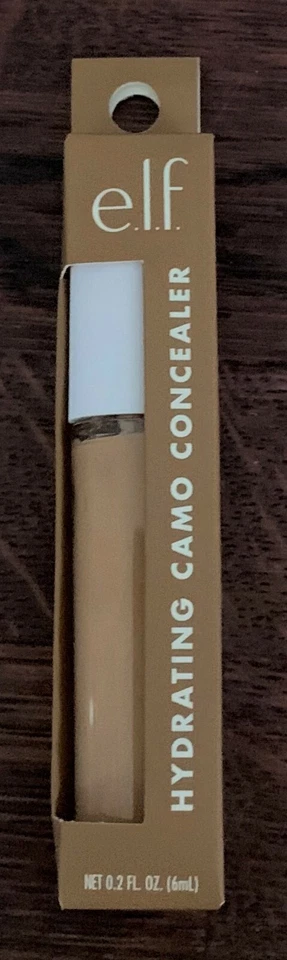 e.l.f.
HYDRATING CAMO CONCEALER
NET 0.2 FL. OZ. (6mL)